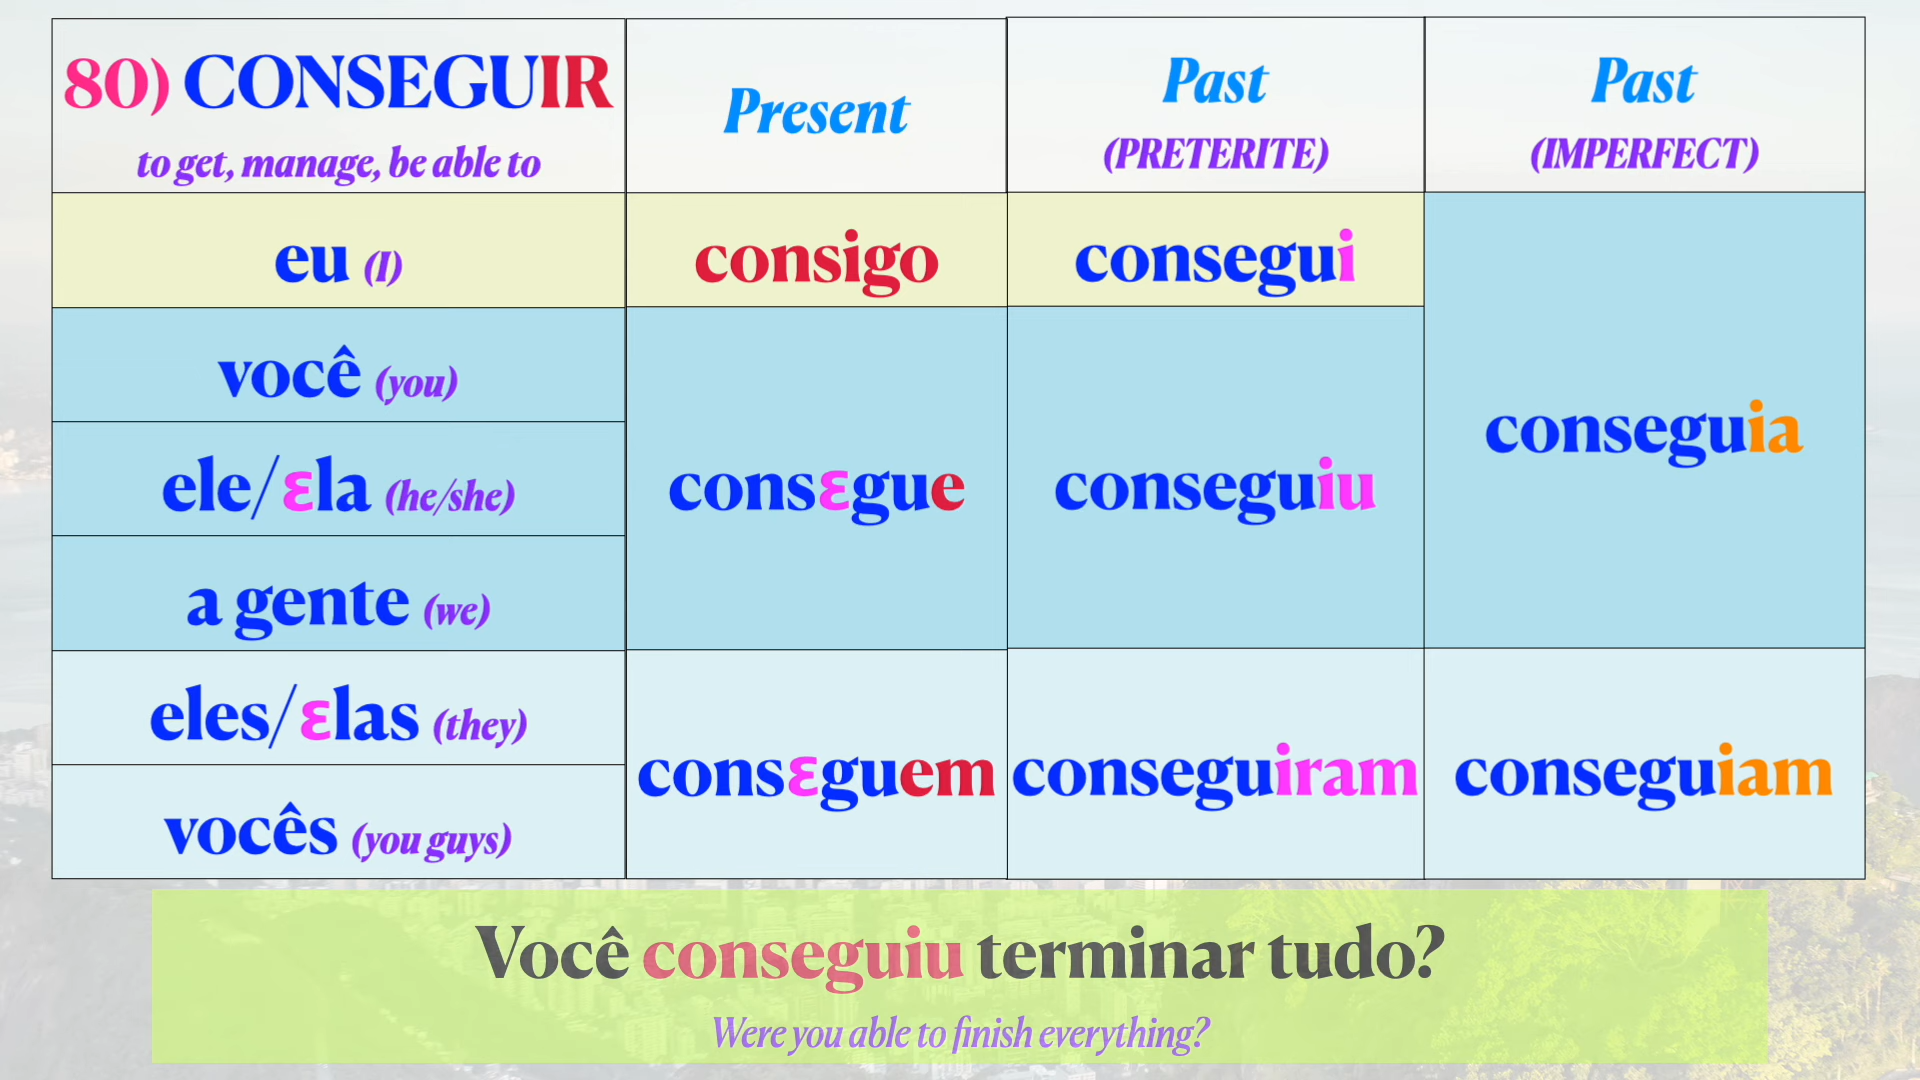 80) CONSEGUIR
to get, manage, be able to
Present
Past
(PRETERITE)
Past
(IMPERFECT)
eu (I)
consigo
consegui
conseguia
você (you)
ele/ɛla (he/she)
a gente (we)
consɛgue
conseguiu
eles/ɛlas (they)
vocês (you guys)
consɛguem
conseguiram
conseguiam
Você conseguiu terminar tudo?
Were you able to finish everything?